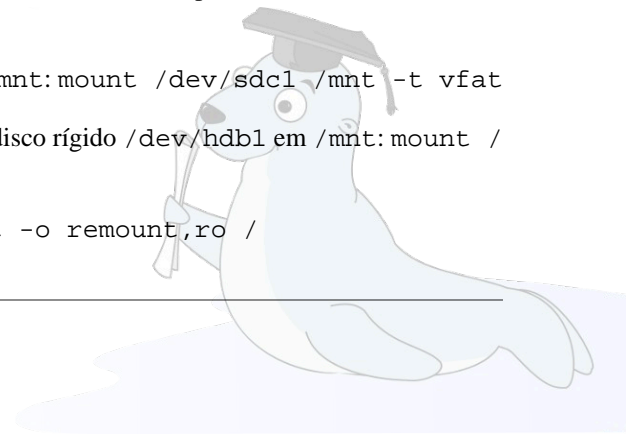 mnt: mount /dev/sdc1 /mnt -t vfat
disco rígido /dev/hdb1 em /mnt: mount /
-o remount,ro /